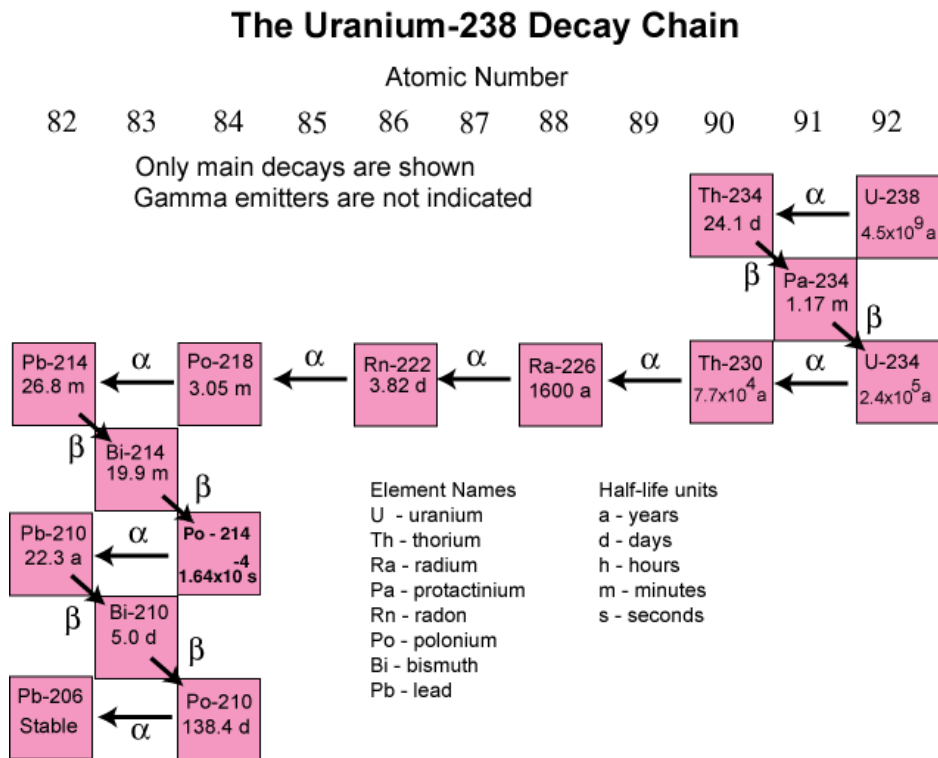 The Uranium-238 Decay Chain
Atomic Number
82 83 84 85 86 87 88 89 90 91 92
Only main decays are shown
Gamma emitters are not indicated
Th-234
24.1 d
α
U-238
4.5x10⁹ a
β
Pa-234
1.17 m
β
Pb-214
26.8 m
α
Po-218
3.05 m
α
Rn-222
3.82 d
α
Ra-226
1600 a
α
Th-230
7.7x10⁴a
α
U-234
2.4x10⁵a
β
Bi-214
19.9 m
β
Pb-210
22.3 a
α
Po - 214
1.64x10⁻⁴ s
β
Bi-210
5.0 d
β
Pb-206
Stable
α
Po-210
138.4 d
Element Names
U - uranium
Th - thorium
Ra - radium
Pa - protactinium
Rn - radon
Po - polonium
Bi - bismuth
Pb - lead
Half-life units
a - years
d - days
h - hours
m - minutes
s - seconds